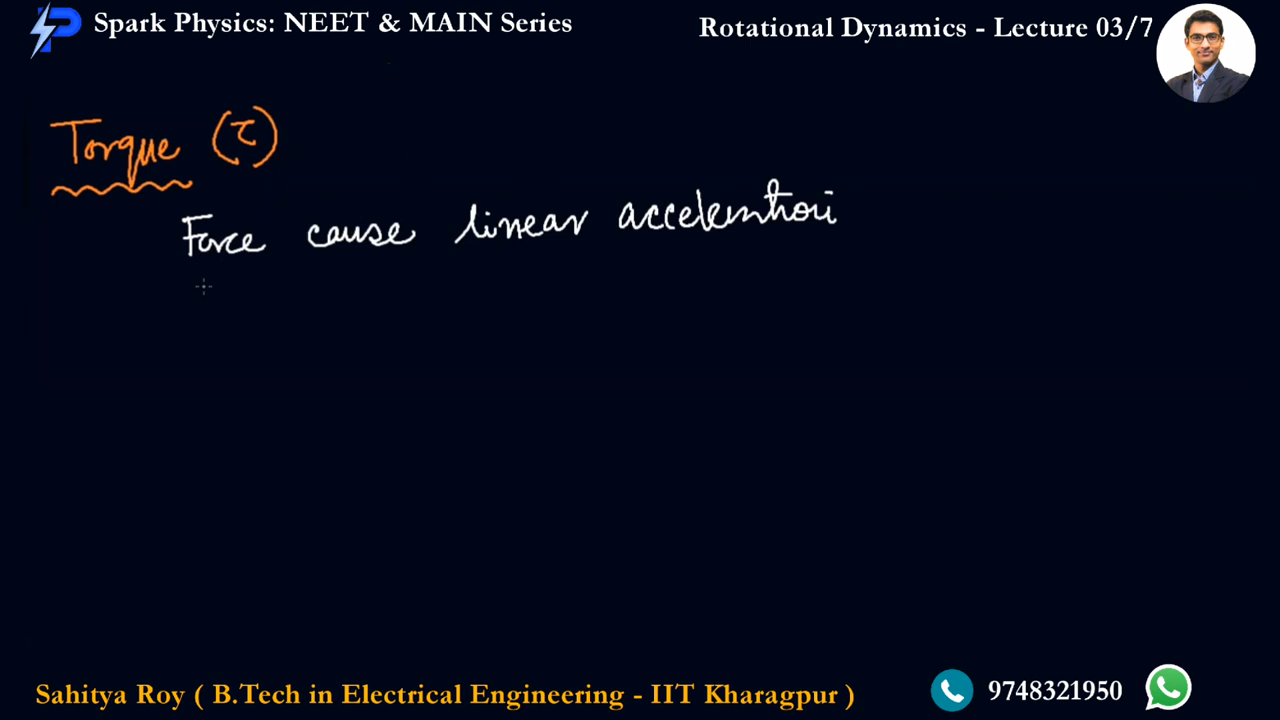 Spark Physics: NEET & MAIN Series
Rotational Dynamics - Lecture 03/7
Torque (τ)
Force cause linear acceleration
Sahitya Roy ( B.Tech in Electrical Engineering - IIT Kharagpur )
9748321950